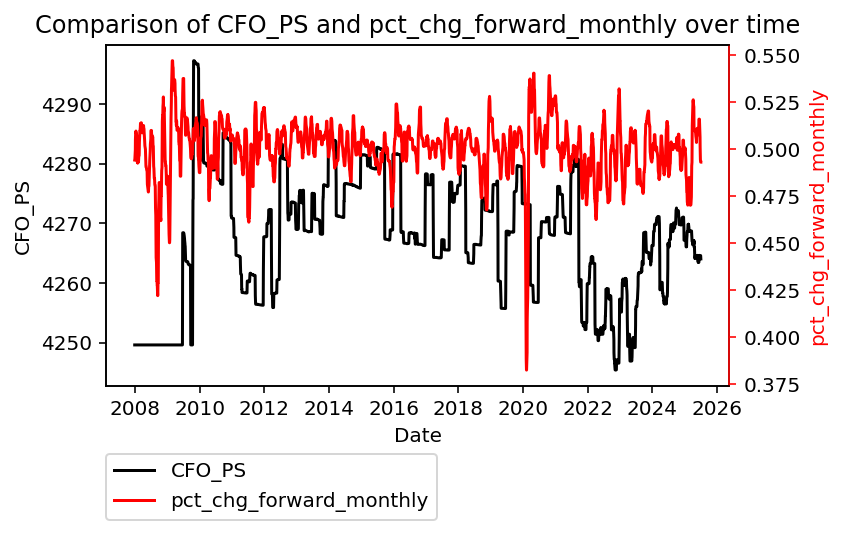 Comparison of CFO_PS and pct_chg_forward_monthly over time
CFO_PS
4290
4280
4270
4260
4250
0.550
0.525
0.500
0.475
0.450
0.425
0.400
0.375
pct_chg_forward_monthly
2008 2010 2012 2014 2016 2018 2020 2022 2024 2026
Date
CFO_PS
pct_chg_forward_monthly